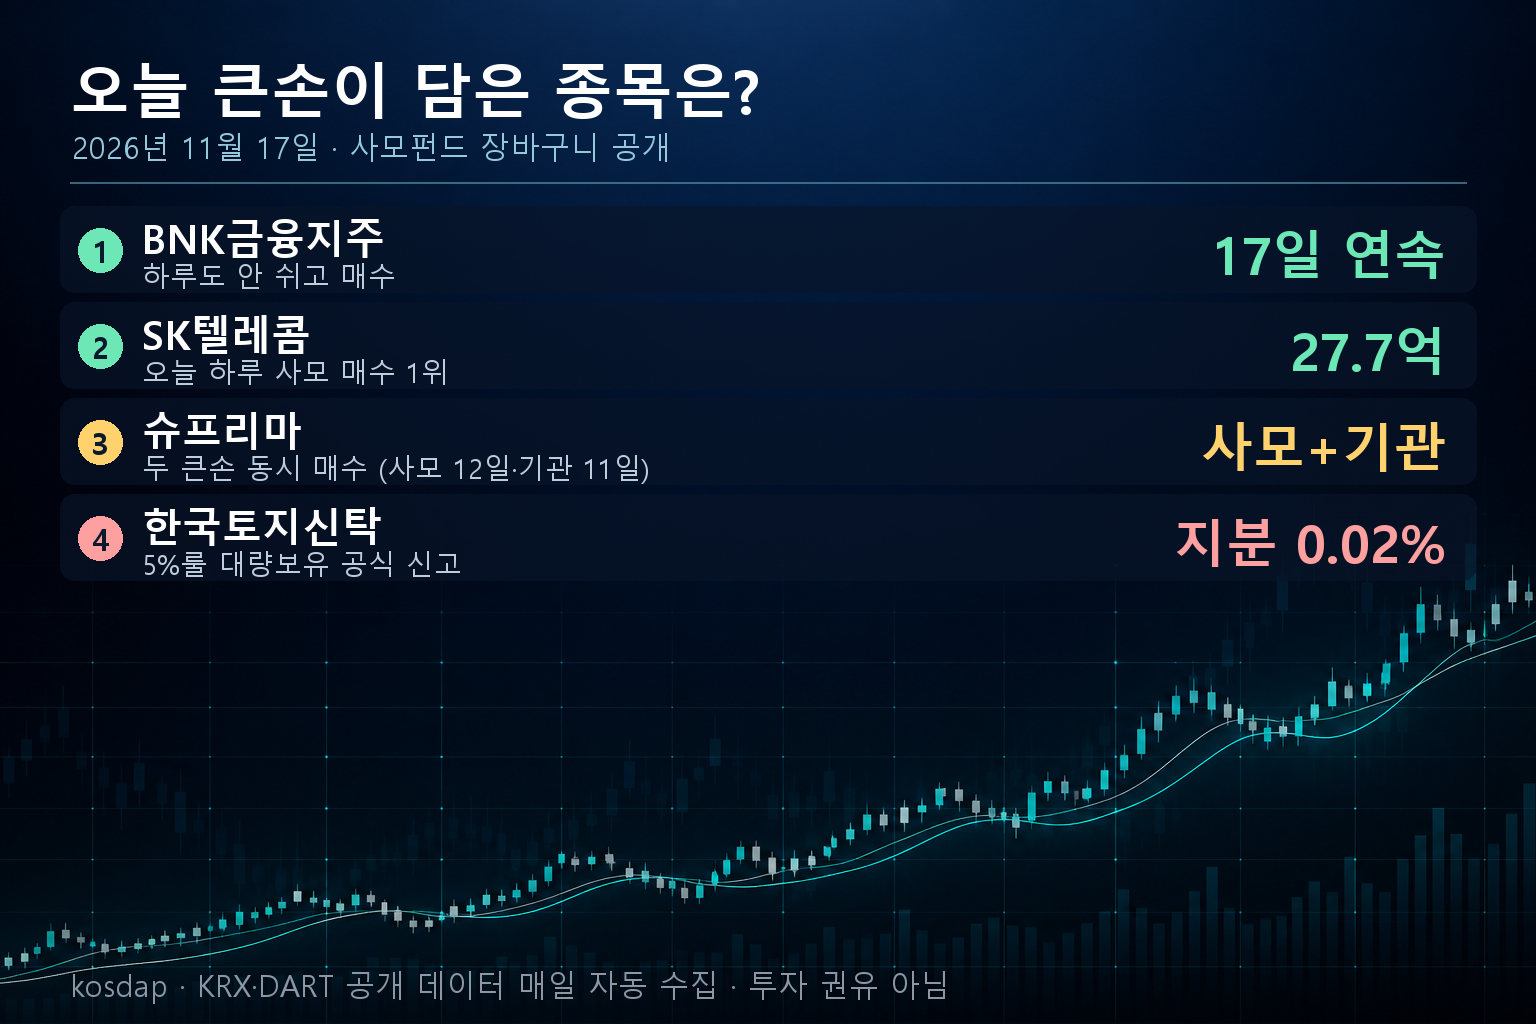 오늘 큰손이 담은 종목은?
2026년 11월 17일 · 사모펀드 장바구니 공개
1 BNK금융지주
하루도 안 쉬고 매수
17일 연속
2 SK텔레콤
오늘 하루 사모 매수 1위
27.7억
3 슈프리마
두 큰손 동시 매수 (사모 12일·기관 11일)
사모+기관
4 한국토지신탁
5%룰 대량보유 공식 신고
지분 0.02%
kosdap · KRX·DART 공개 데이터 매일 자동 수집 · 투자 권유 아님